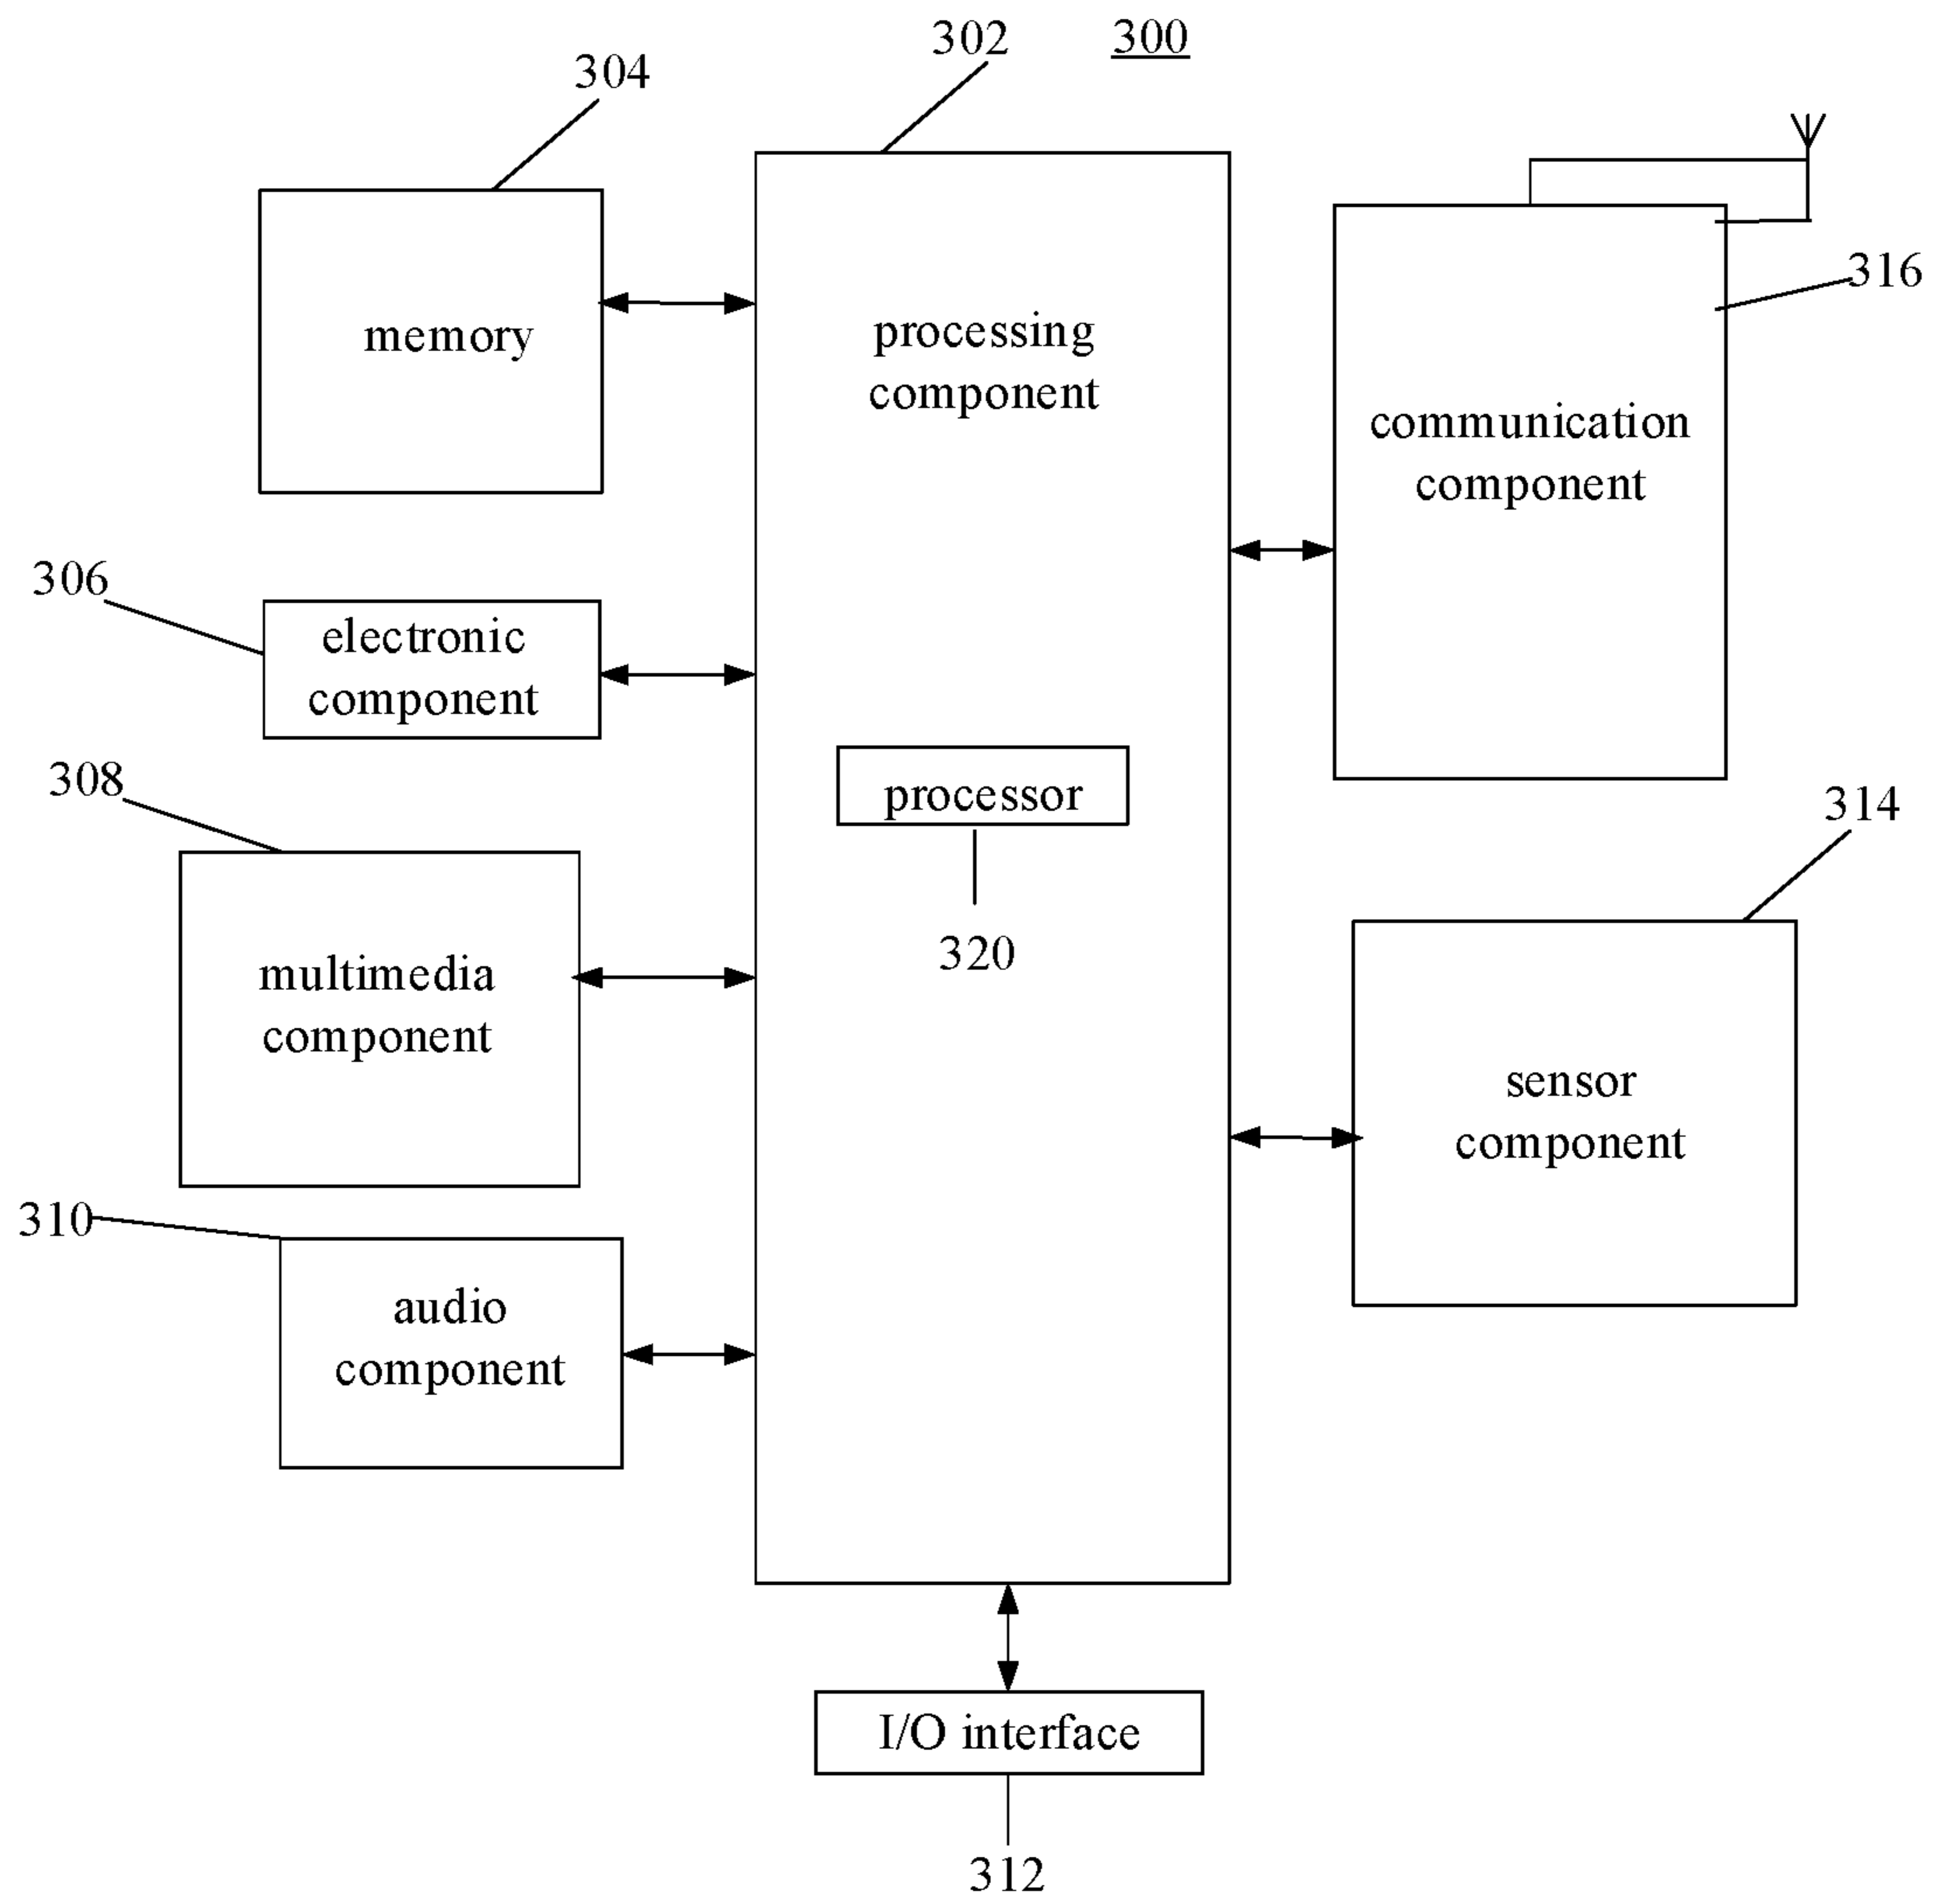 302
300
304
316
memory
processing
component
communication
component
306
electronic
component
308
processor
314
320
multimedia
component
sensor
component
310
audio
component
I/O interface
312